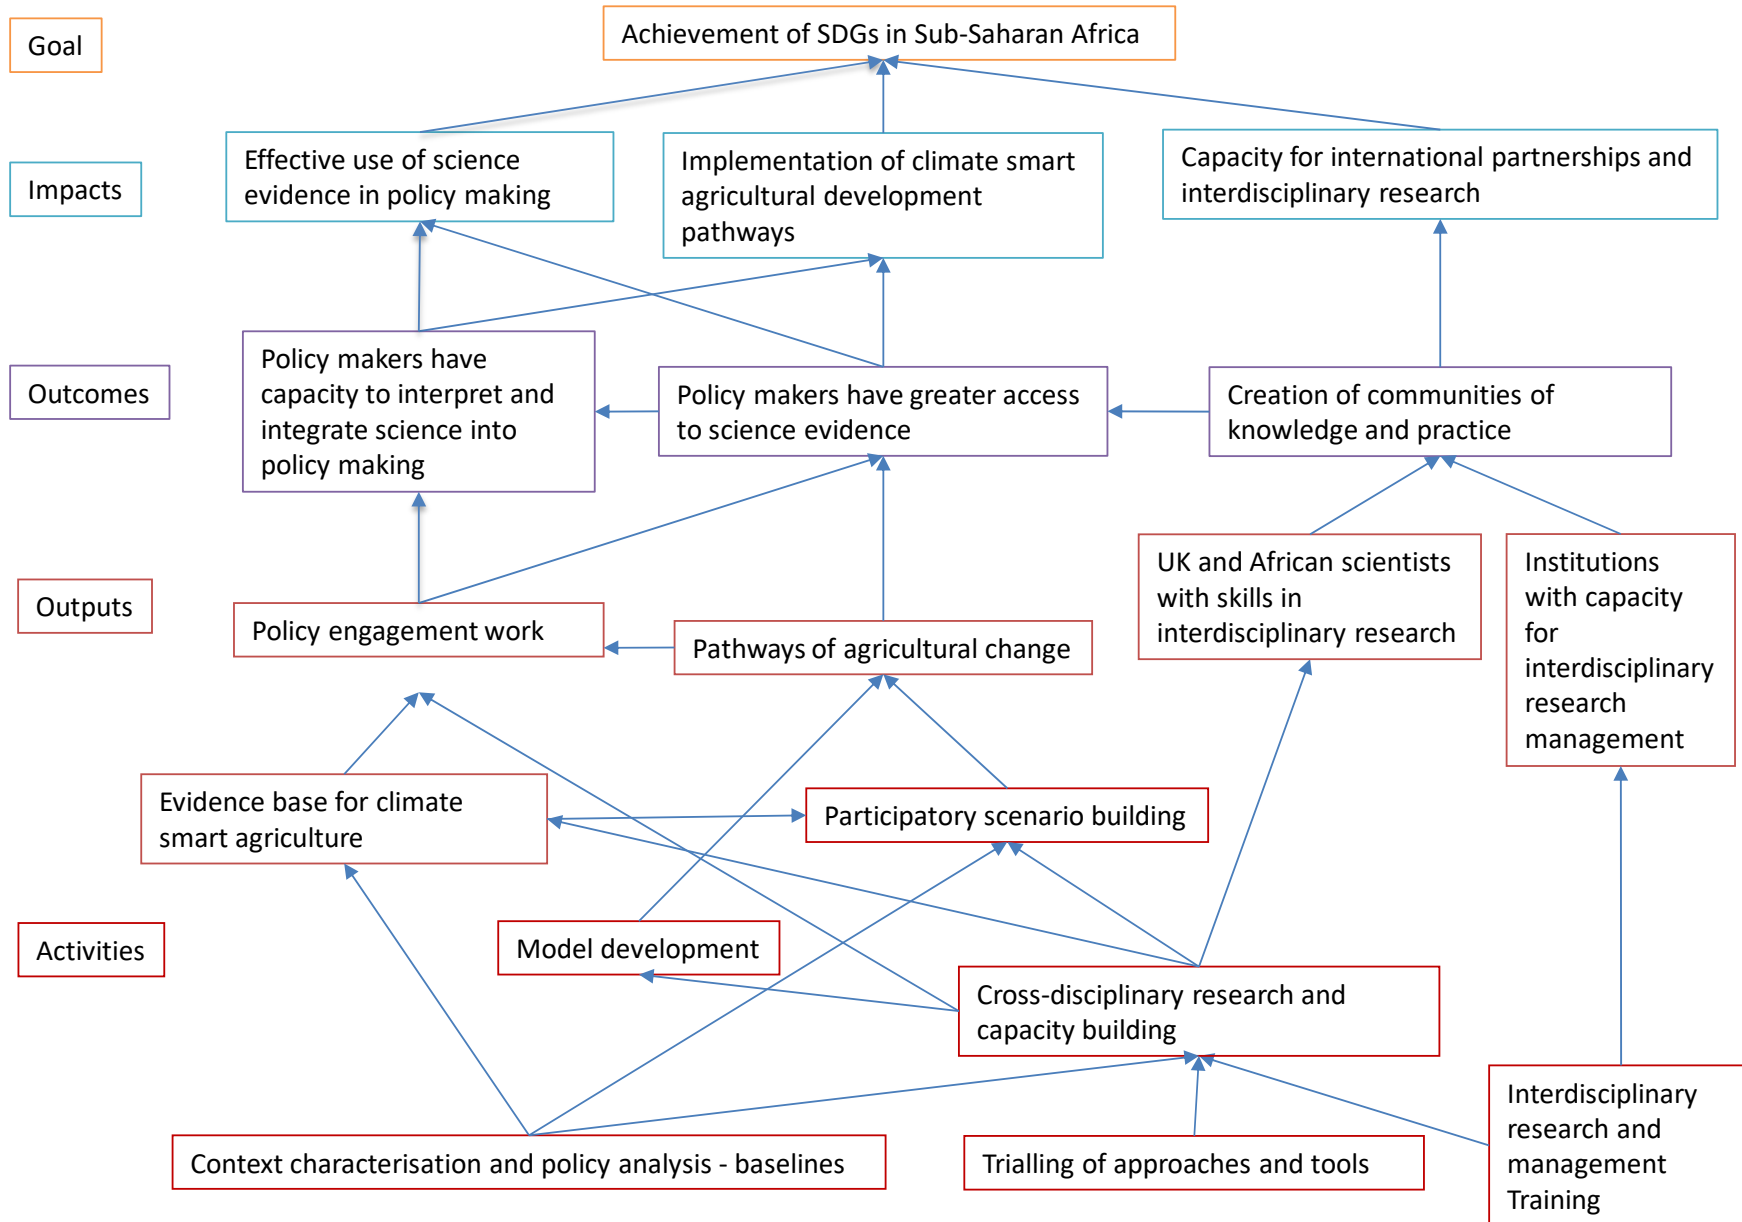 Goal
Achievement of SDGs in Sub-Saharan Africa
Impacts
Effective use of science
evidence in policy making
Implementation of climate smart
agricultural development
pathways
Capacity for international partnerships and
interdisciplinary research
Outcomes
Policy makers have
capacity to interpret and
integrate science into
policy making
Policy makers have greater access
to science evidence
Creation of communities of
knowledge and practice
Outputs
Policy engagement work
Pathways of agricultural change
UK and African scientists
with skills in
interdisciplinary research
Institutions
with capacity
for
interdisciplinary
research
management
Evidence base for climate
smart agriculture
Participatory scenario building
Activities
Model development
Cross-disciplinary research and
capacity building
Context characterisation and policy analysis - baselines
Trialling of approaches and tools
Interdisciplinary
research and
management
Training